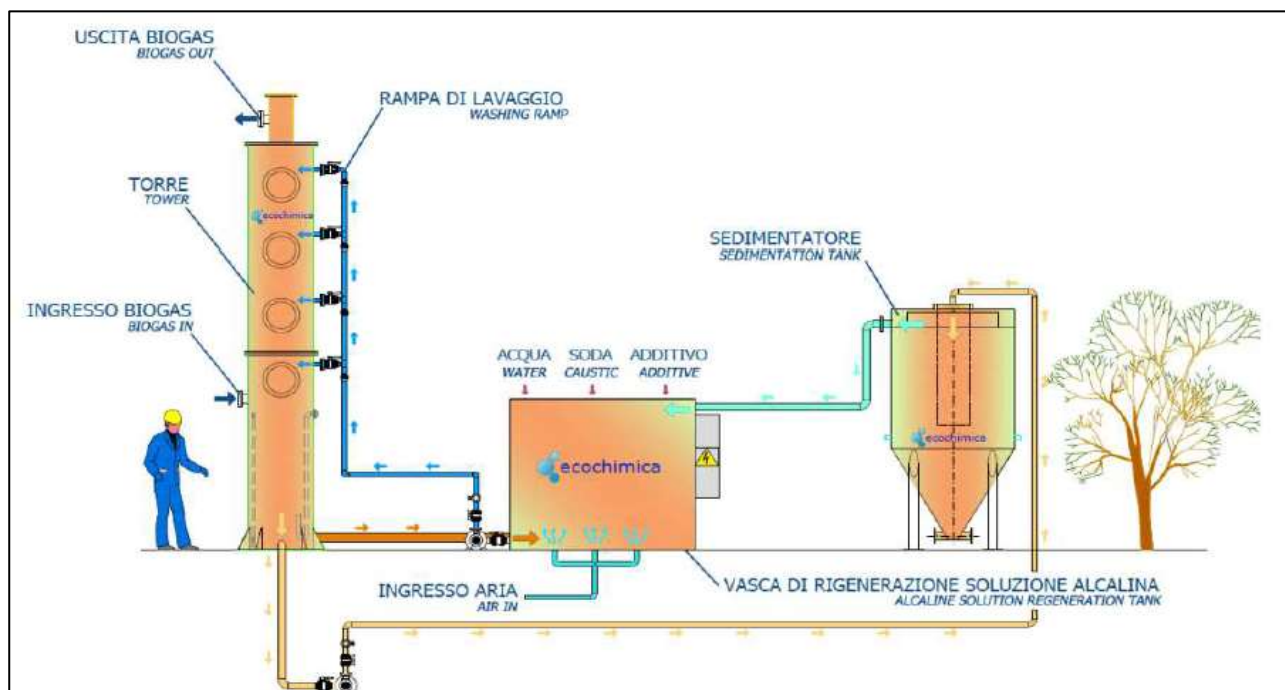 USCITA BIOGAS
BIOGAS OUT
RAMPA DI LAVAGGIO
WASHING RAMP
TORRE
TOWER
ecochimica
INGRESSO BIOGAS
BIOGAS IN
SEDIMENTATORE
SEDIMENTATION TANK
ACQUA
WATER
SODA
CAUSTIC
ADDITIVO
ADDITIVE
ecochimica
ecochimica
INGRESSO ARIA
AIR IN
VASCA DI RIGENERAZIONE SOLUZIONE ALCALINA
ALCALINE SOLUTION REGENERATION TANK